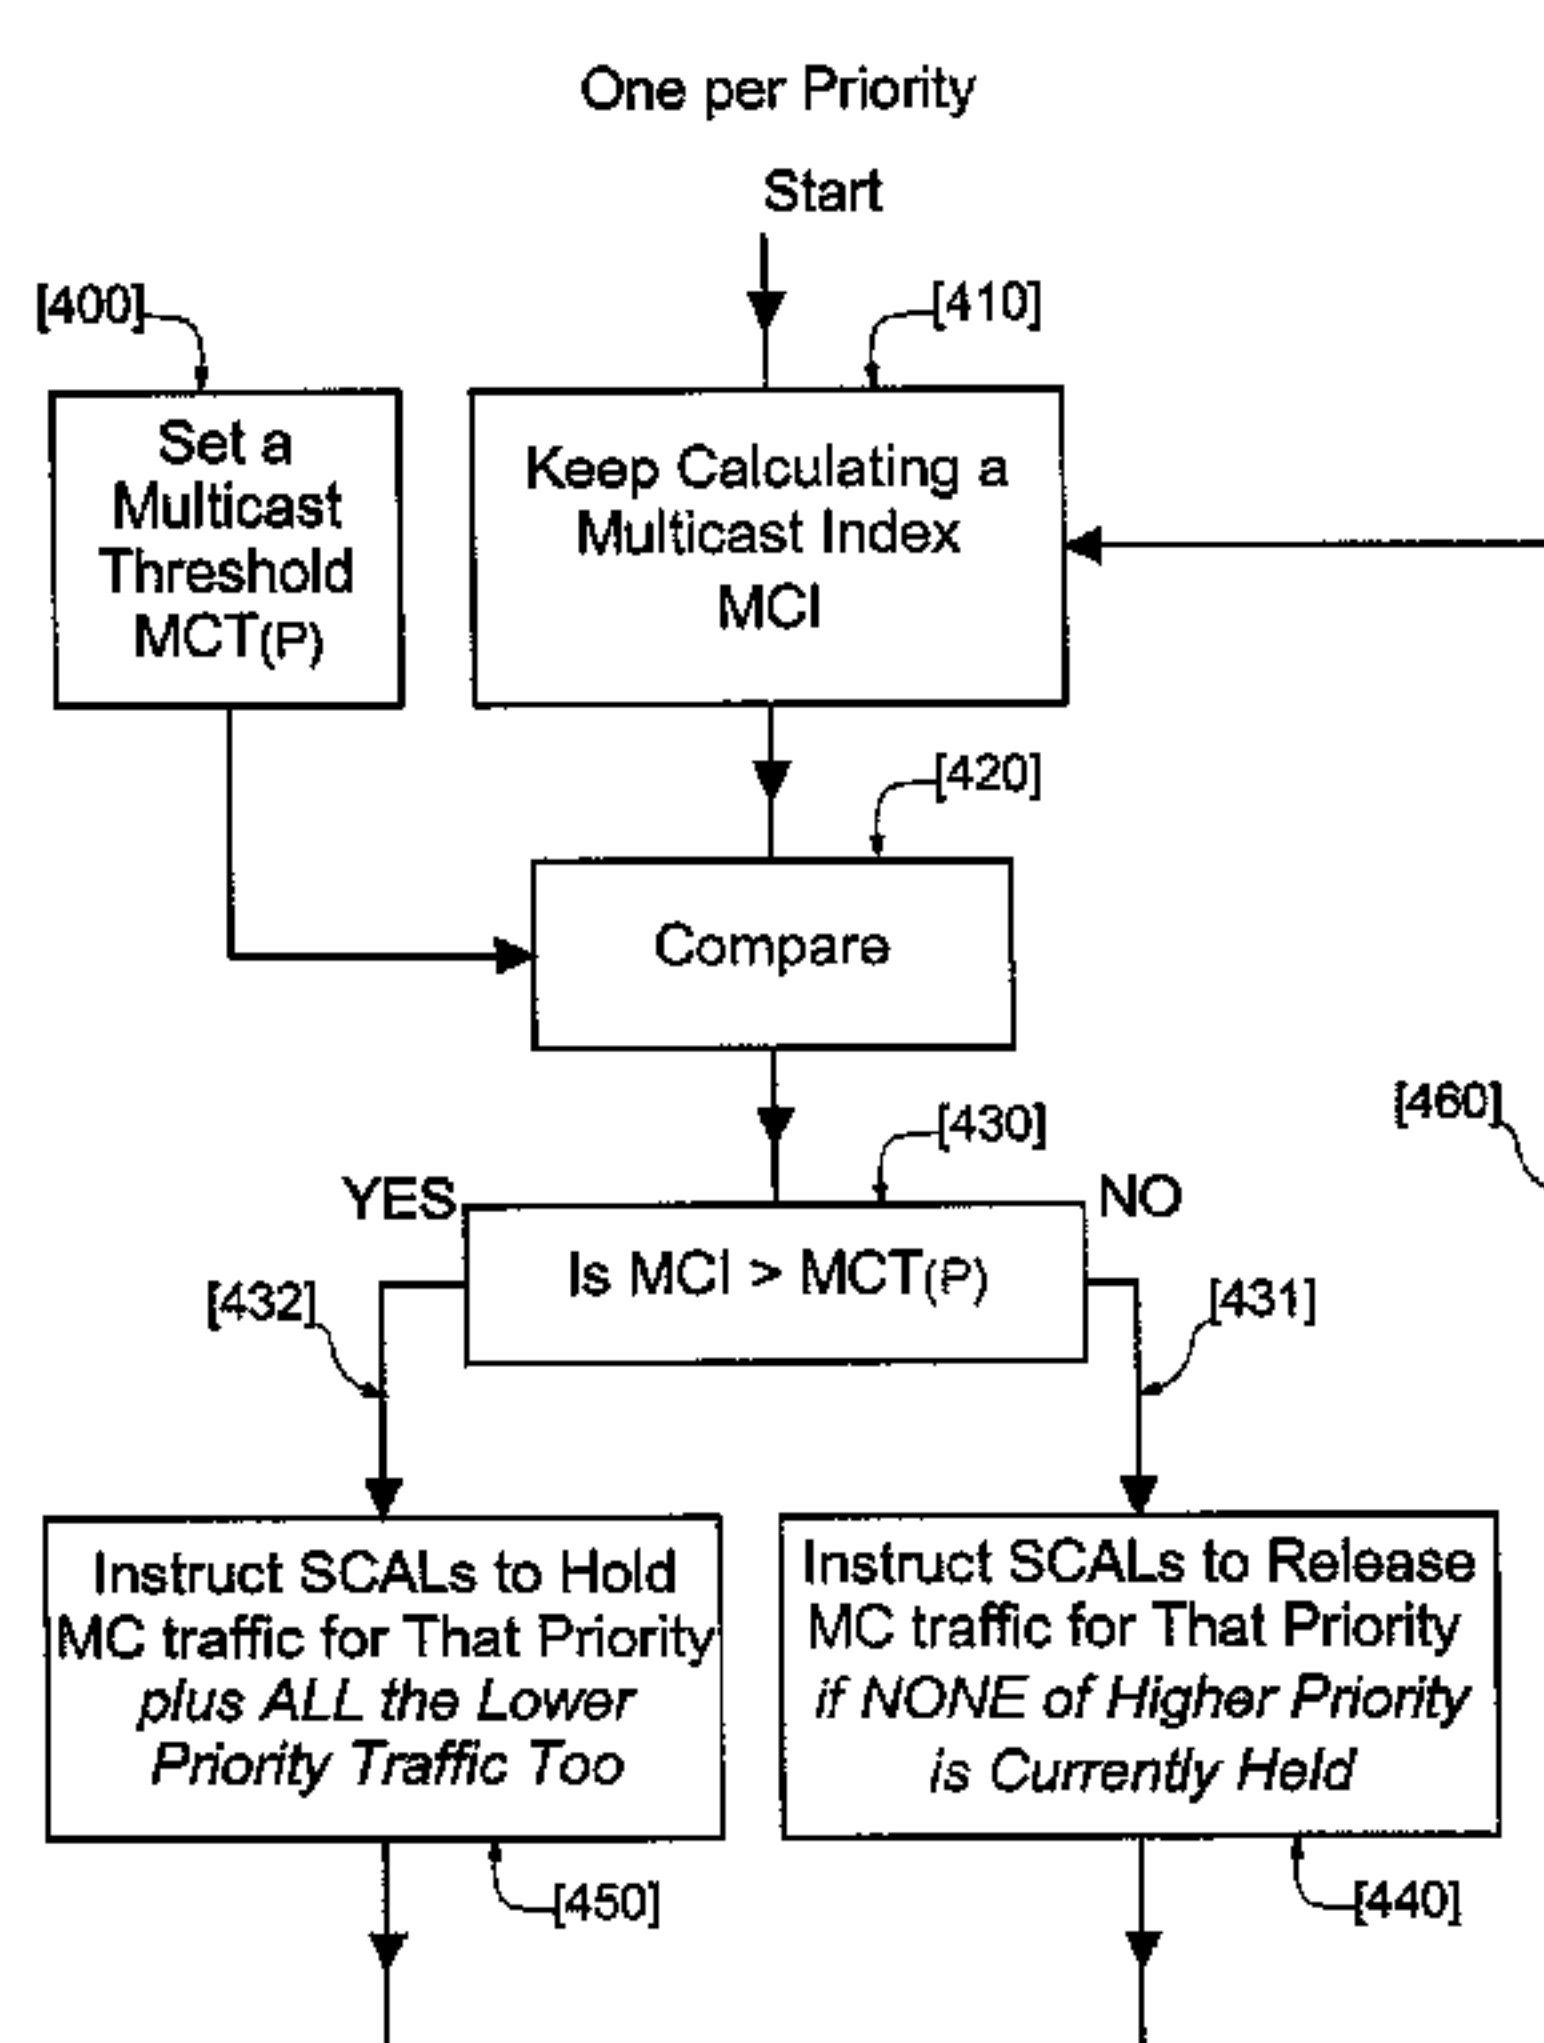 One per Priority
Start
[400]
[410]
Set a
Multicast
Threshold
MCT(P)
Keep Calculating a
Multicast Index
MCI
[420]
Compare
[460]
[430]
YES
NO
Is MCI > MCT(P)
[432]
[431]
Instruct SCALs to Hold
MC traffic for That Priority
plus ALL the Lower
Priority Traffic Too
Instruct SCALs to Release
MC traffic for That Priority
if NONE of Higher Priority
is Currently Held
[450]
[440]